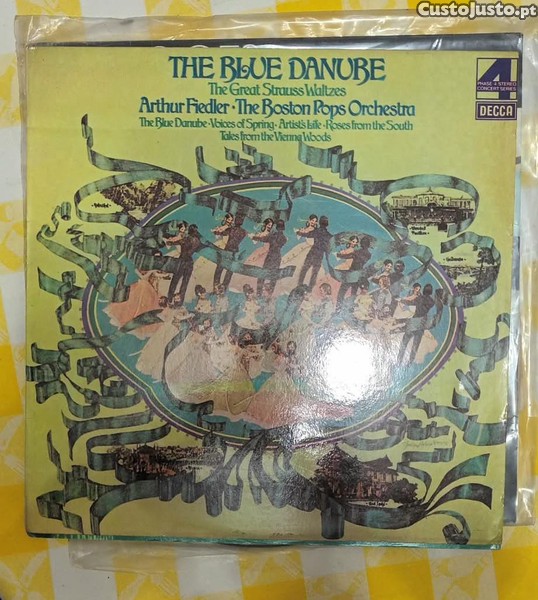 CustoJusto.pt
THE BLUE DANUBE
The Great Strauss Waltzes
Arthur Fiedler · The Boston Pops Orchestra
The Blue Danube · Voices of Spring · Artist's Life · Roses from the South
Tales from the Vienna Woods
4
PHASE 4 STEREO
CONCERT SERIES
DECCA